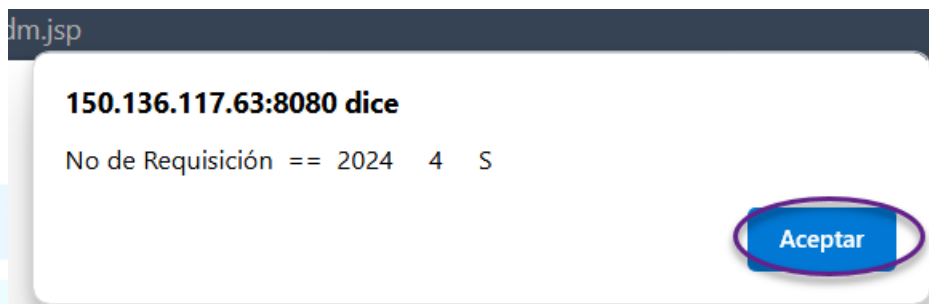 dm.jsp
150.136.117.63:8080 dice
No de Requisición == 2024 4 S
Aceptar